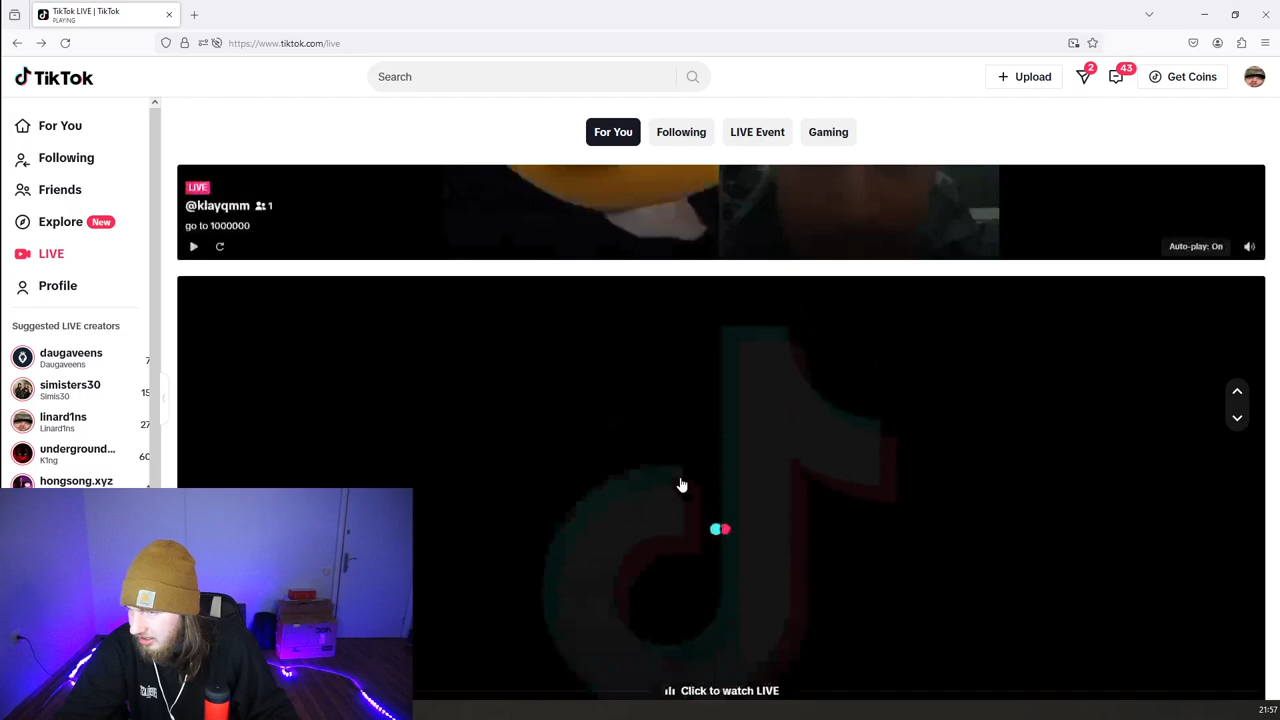 TikTok LIVE | TikTok
PLAYING
https://www.tiktok.com/live
TikTok
Search
Upload
2
43
Get Coins
For You
Following
Friends
Explore New
LIVE
Profile
Suggested LIVE creators
daugaveens
Daugaveens
7
simisters30
Simis30
15
linard1ns
Linard1ns
27
underground...
K1ng
60
hongsong.xyz
For You
Following
LIVE Event
Gaming
LIVE
@klayqmm 1
go to 1000000
Auto-play: On
Click to watch LIVE
21:57